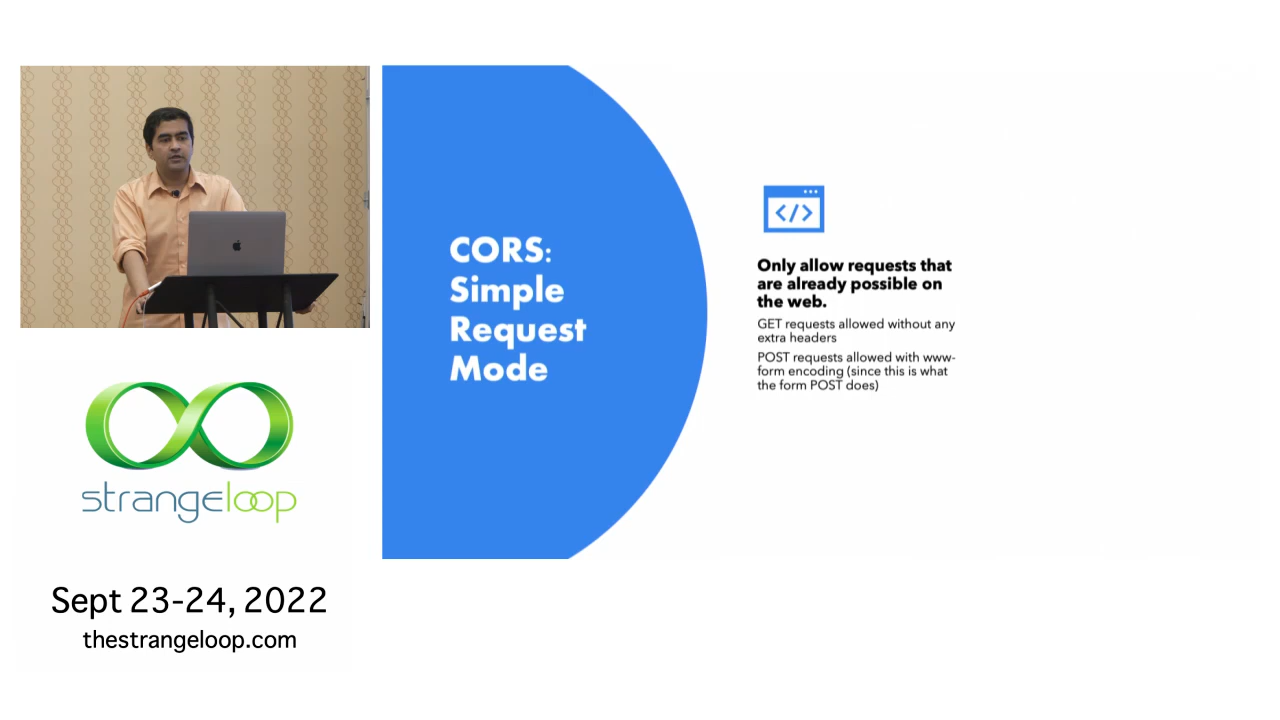 CORS:
Simple
Request
Mode
</>
Only allow requests that
are already possible on
the web.
GET requests allowed without any
extra headers
POST requests allowed with www-
form encoding (since this is what
the form POST does)
strangeloop
Sept 23-24, 2022
thestrangeloop.com